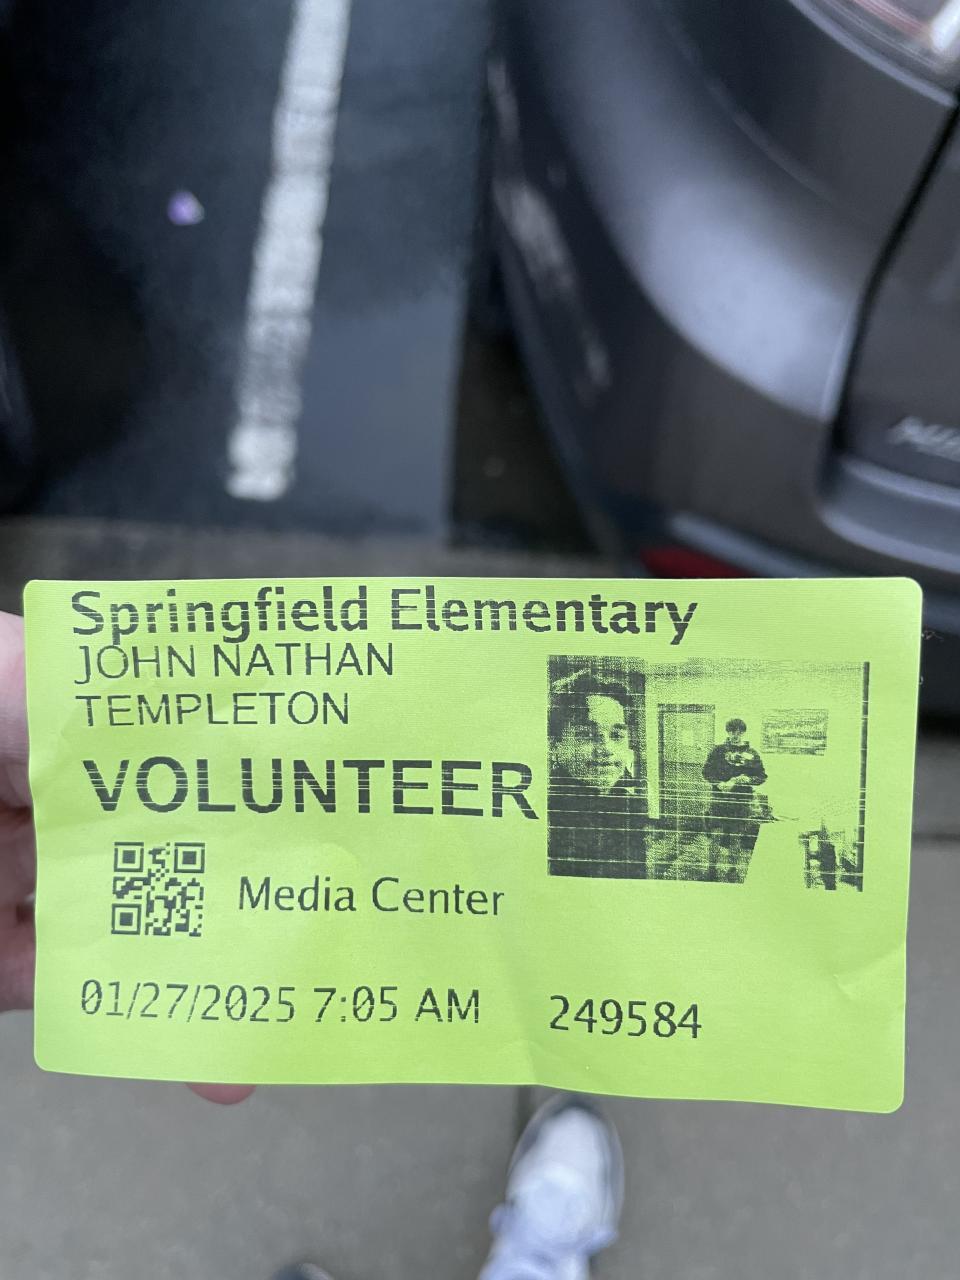 Springfield Elementary
JOHN NATHAN
TEMPLETON
VOLUNTEER
Media Center
01/27/2025 7:05 AM 249584